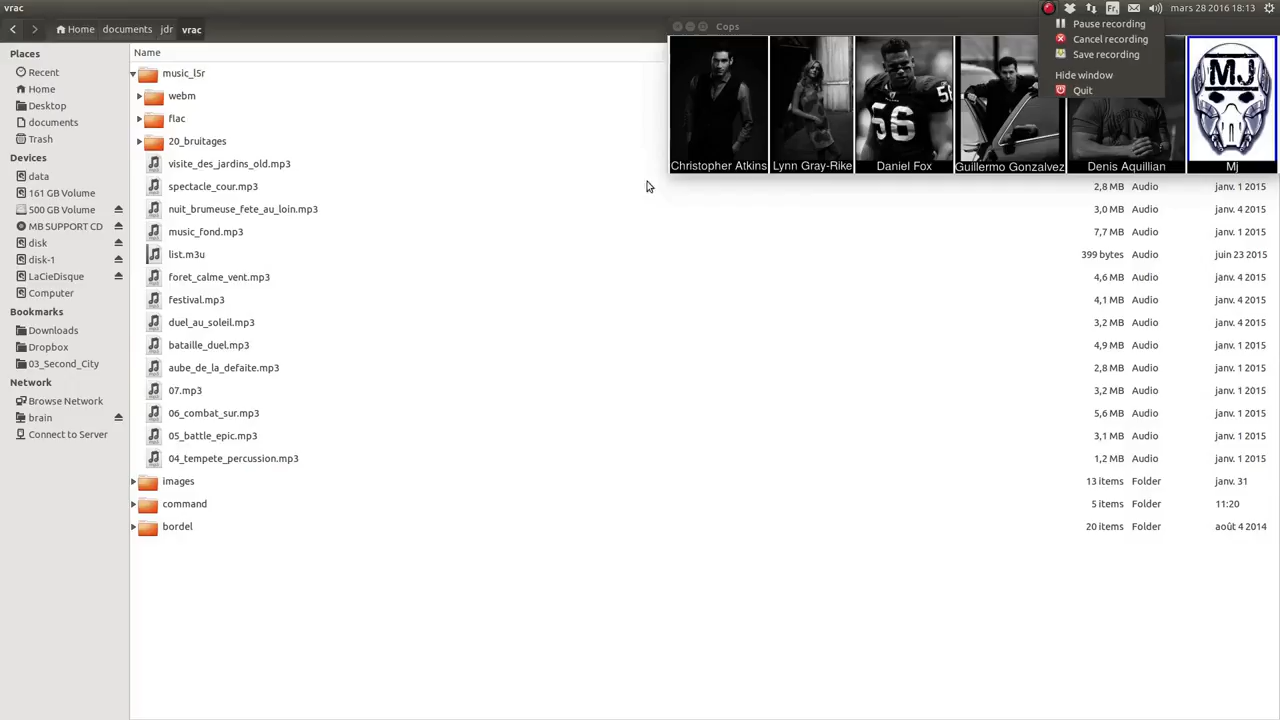 vrac
Fr
mars 28 2016 18:13
Home documents jdr vrac
Cops
Pause recording
Cancel recording
Save recording
Hide window
Quit
Christopher Atkins
Lynn Gray-Rike
56
Daniel Fox
Guillermo Gonzalvez
Denis Aquillian
MJ
Mj
Places
Recent
Home
Desktop
documents
Trash
Devices
data
161 GB Volume
500 GB Volume
MB SUPPORT CD
disk
disk-1
LaCieDisque
Computer
Bookmarks
Downloads
Dropbox
03_Second_City
Network
Browse Network
brain
Connect to Server
Name
music_l5r
webm
flac
20_bruitages
visite_des_jardins_old.mp3
spectacle_cour.mp3 2,8 MB Audio janv. 1 2015
nuit_brumeuse_fete_au_loin.mp3 3,0 MB Audio janv. 4 2015
music_fond.mp3 7,7 MB Audio janv. 1 2015
list.m3u 399 bytes Audio juin 23 2015
foret_calme_vent.mp3 4,6 MB Audio janv. 4 2015
festival.mp3 4,1 MB Audio janv. 4 2015
duel_au_soleil.mp3 3,2 MB Audio janv. 4 2015
bataille_duel.mp3 4,9 MB Audio janv. 1 2015
aube_de_la_defaite.mp3 2,8 MB Audio janv. 1 2015
07.mp3 3,2 MB Audio janv. 1 2015
06_combat_sur.mp3 5,6 MB Audio janv. 1 2015
05_battle_epic.mp3 3,1 MB Audio janv. 1 2015
04_tempete_percussion.mp3 1,2 MB Audio janv. 1 2015
images 13 items Folder janv. 31
command 5 items Folder 11:20
bordel 20 items Folder août 4 2014